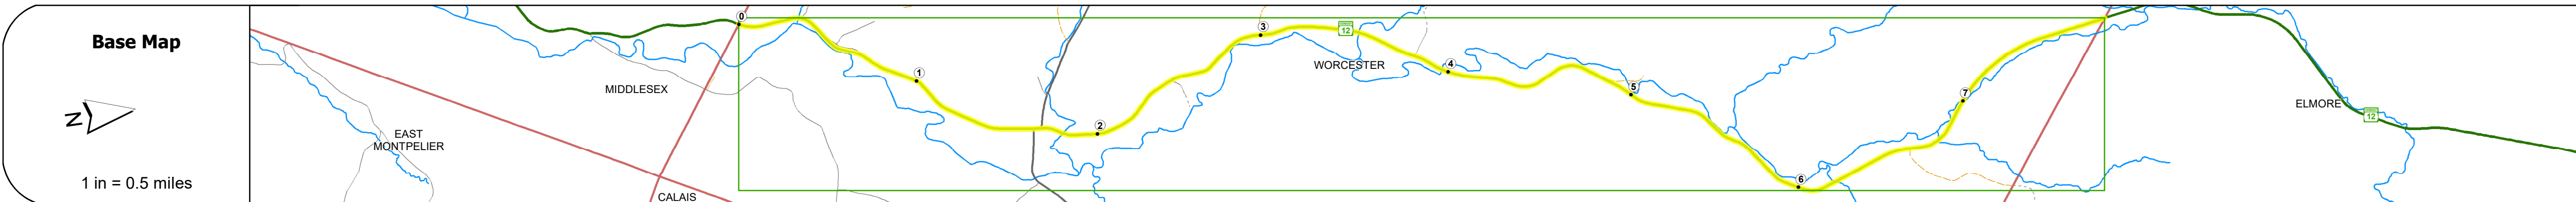 Base Map
N
1 in = 0.5 miles
EAST
MONTPELIER
MIDDLESEX
CALAIS
0
1
2
3
12
WORCESTER
4
5
6
7
ELMORE
12